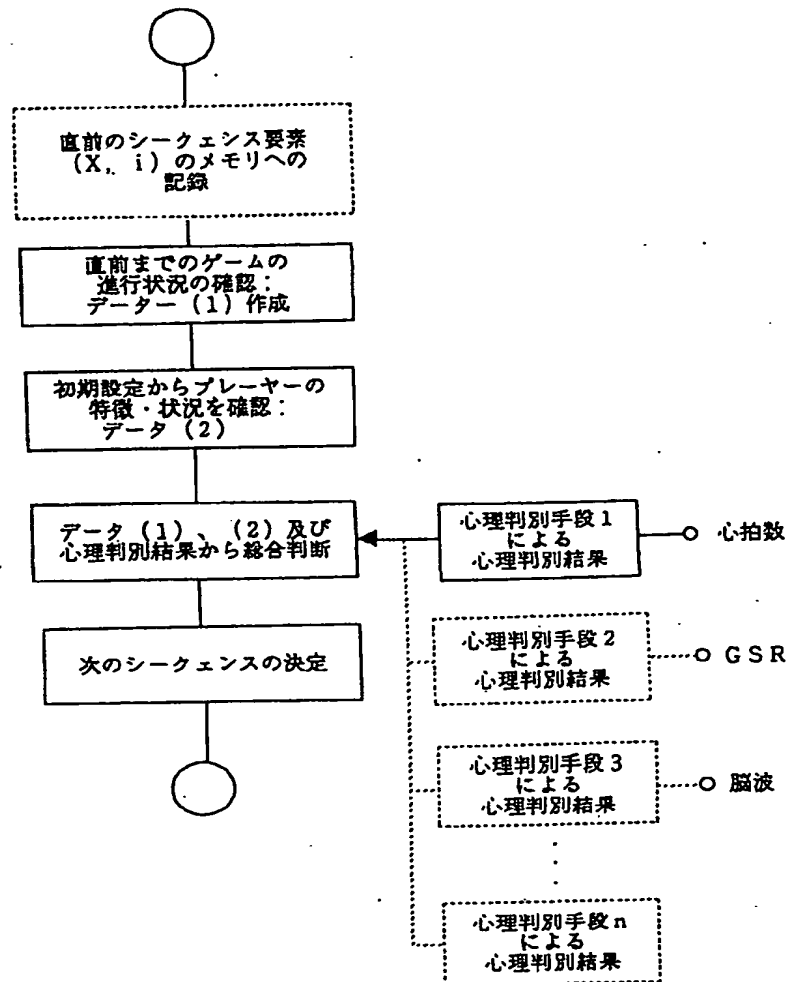 直前のシークェンス要素
(X, i) のメモリへの
記録
直前までのゲームの
進行状況の確認：
データー (1) 作成
初期設定からプレーヤーの
特徴・状況を確認：
データ (2)
データ (1)、(2) 及び
心理判別結果から総合判断
次のシークェンスの決定
心理判別手段1
による
心理判別結果
心拍数
心理判別手段2
による
心理判別結果
GSR
心理判別手段3
による
心理判別結果
脳波
心理判別手段n
による
心理判別結果